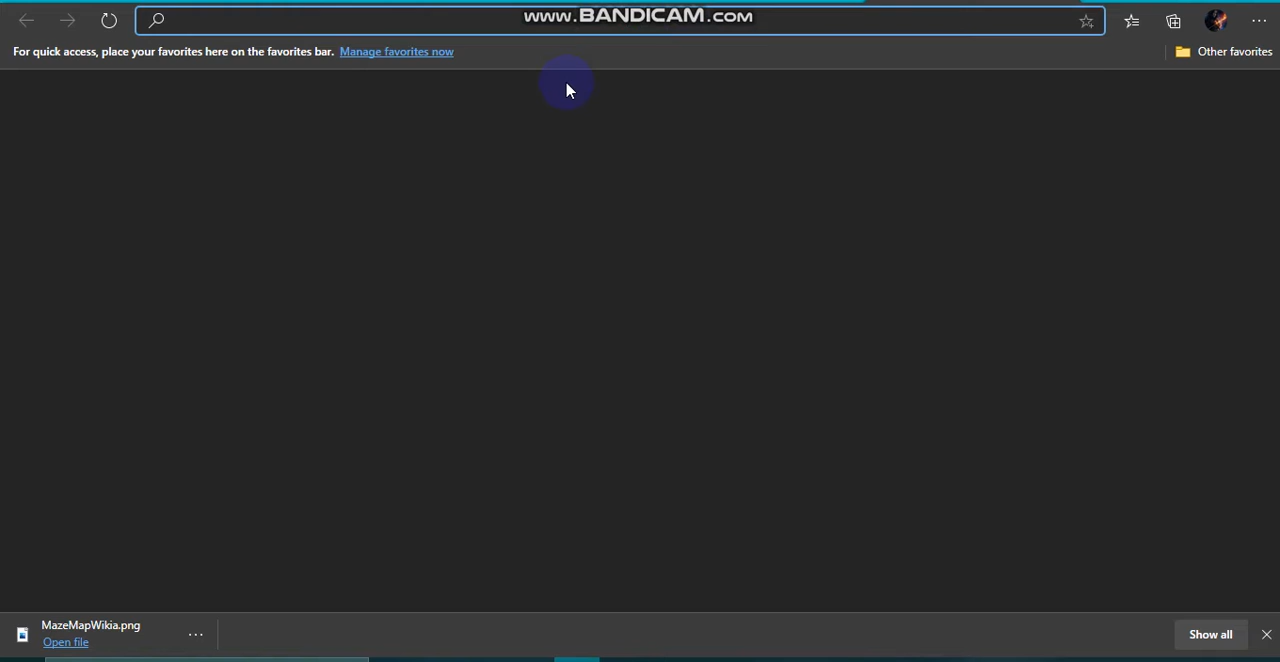 www.BANDICAM.com
For quick access, place your favorites here on the favorites bar. Manage favorites now
Other favorites
MazeMapWikia.png
Open file
Show all